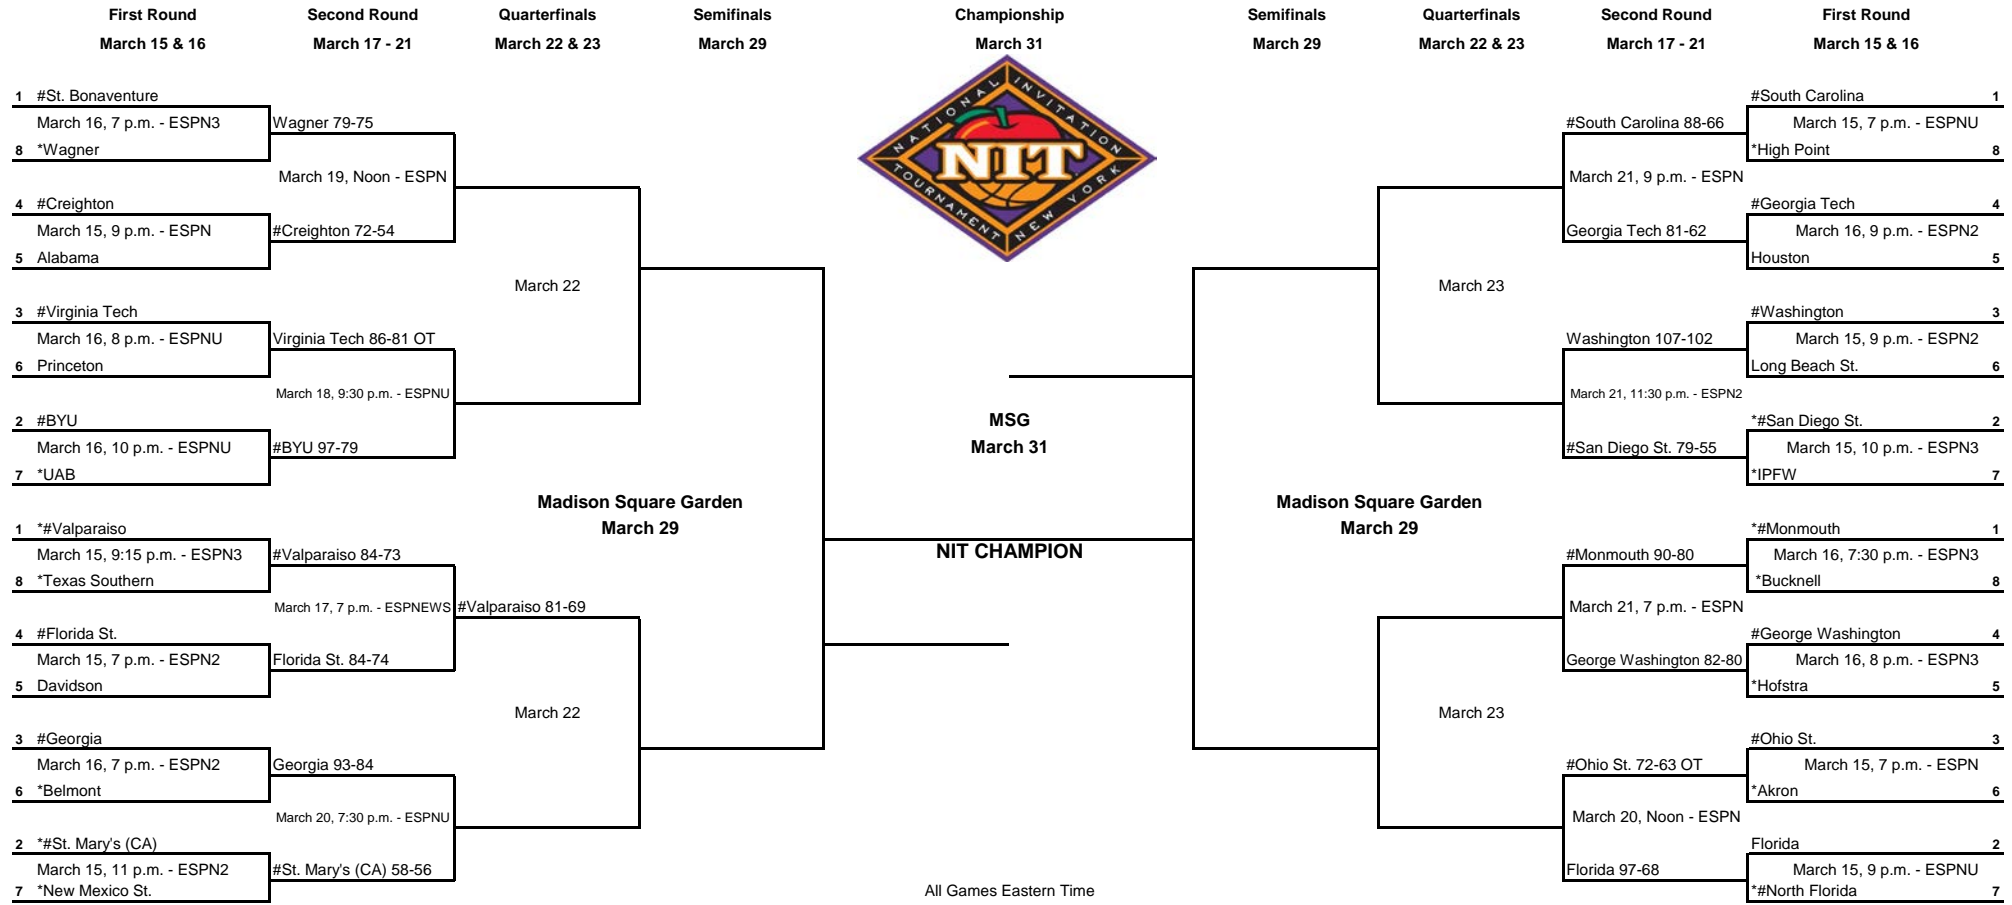 First Round Second Round Quarterfinals Semifinals Championship Semifinals Quarterfinals Second Round First Round
March 15 & 16 March 17 - 21 March 22 & 23 March 29 March 31 March 29 March 22 & 23 March 17 - 21 March 15 & 16
NATIONAL INVITATION
NIT
TOURNAMENT NEW YORK
1 #St. Bonaventure
March 16, 7 p.m. - ESPN3
8 *Wagner
Wagner 79-75
March 19, Noon - ESPN
4 #Creighton
March 15, 9 p.m. - ESPN
5 Alabama
#Creighton 72-54
March 22
3 #Virginia Tech
March 16, 8 p.m. - ESPNU
6 Princeton
Virginia Tech 86-81 OT
March 18, 9:30 p.m. - ESPNU
2 #BYU
March 16, 10 p.m. - ESPNU
7 *UAB
#BYU 97-79
Madison Square Garden
March 29
1 *#Valparaiso
March 15, 9:15 p.m. - ESPN3
8 *Texas Southern
#Valparaiso 84-73
March 17, 7 p.m. - ESPNEWS
#Valparaiso 81-69
4 #Florida St.
March 15, 7 p.m. - ESPN2
5 Davidson
Florida St. 84-74
March 22
3 #Georgia
March 16, 7 p.m. - ESPN2
6 *Belmont
Georgia 93-84
March 20, 7:30 p.m. - ESPNU
2 *#St. Mary's (CA)
March 15, 11 p.m. - ESPN2
7 *New Mexico St.
#St. Mary's (CA) 58-56
MSG
March 31
NIT CHAMPION
All Games Eastern Time
#South Carolina 1
March 15, 7 p.m. - ESPNU
*High Point 8
#South Carolina 88-66
March 21, 9 p.m. - ESPN
#Georgia Tech 4
March 16, 9 p.m. - ESPN2
Houston 5
Georgia Tech 81-62
March 23
#Washington 3
March 15, 9 p.m. - ESPN2
Long Beach St. 6
Washington 107-102
March 21, 11:30 p.m. - ESPN2
*#San Diego St. 2
March 15, 10 p.m. - ESPN3
*IPFW 7
#San Diego St. 79-55
Madison Square Garden
March 29
*#Monmouth 1
March 16, 7:30 p.m. - ESPN3
*Bucknell 8
#Monmouth 90-80
March 21, 7 p.m. - ESPN
#George Washington 4
March 16, 8 p.m. - ESPN3
*Hofstra 5
George Washington 82-80
March 23
#Ohio St. 3
March 15, 7 p.m. - ESPN
*Akron 6
#Ohio St. 72-63 OT
March 20, Noon - ESPN
Florida 2
March 15, 9 p.m. - ESPNU
*#North Florida 7
Florida 97-68